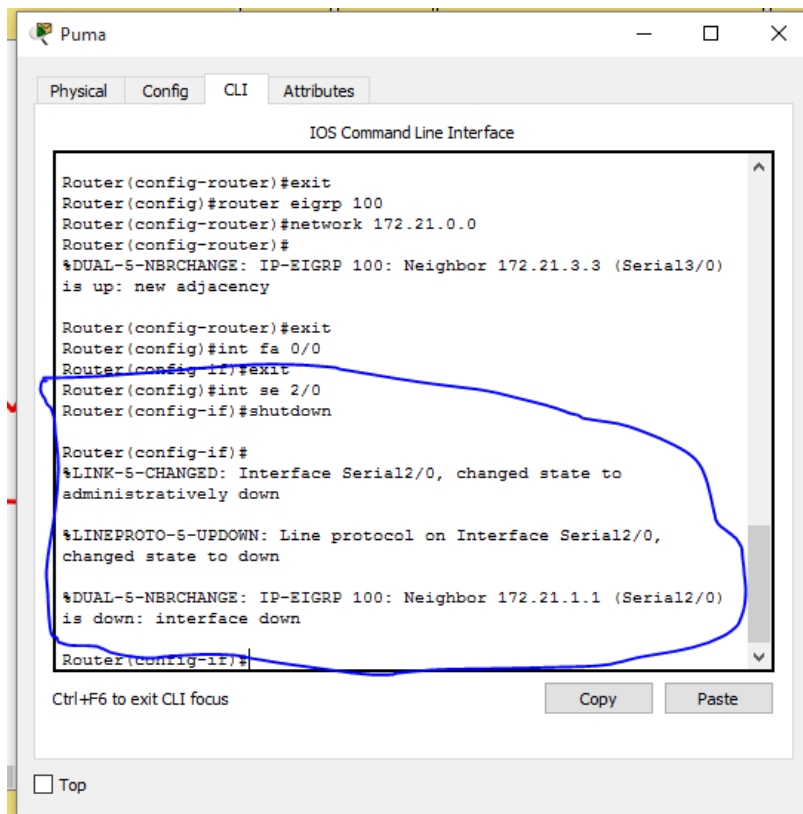 Puma
Physical Config CLI Attributes
IOS Command Line Interface
Router(config-router)#exit
Router(config)#router eigrp 100
Router(config-router)#network 172.21.0.0
Router(config-router)#
%DUAL-5-NBRCHANGE: IP-EIGRP 100: Neighbor 172.21.3.3 (Serial3/0)
is up: new adjacency
Router(config-router)#exit
Router(config)#int fa 0/0
Router(config-if)#exit
Router(config)#int se 2/0
Router(config-if)#shutdown
Router(config-if)#
%LINK-5-CHANGED: Interface Serial2/0, changed state to
administratively down
%LINEPROTO-5-UPDOWN: Line protocol on Interface Serial2/0,
changed state to down
%DUAL-5-NBRCHANGE: IP-EIGRP 100: Neighbor 172.21.1.1 (Serial2/0)
is down: interface down
Router(config-if)#
Ctrl+F6 to exit CLI focus
Copy Paste
Top